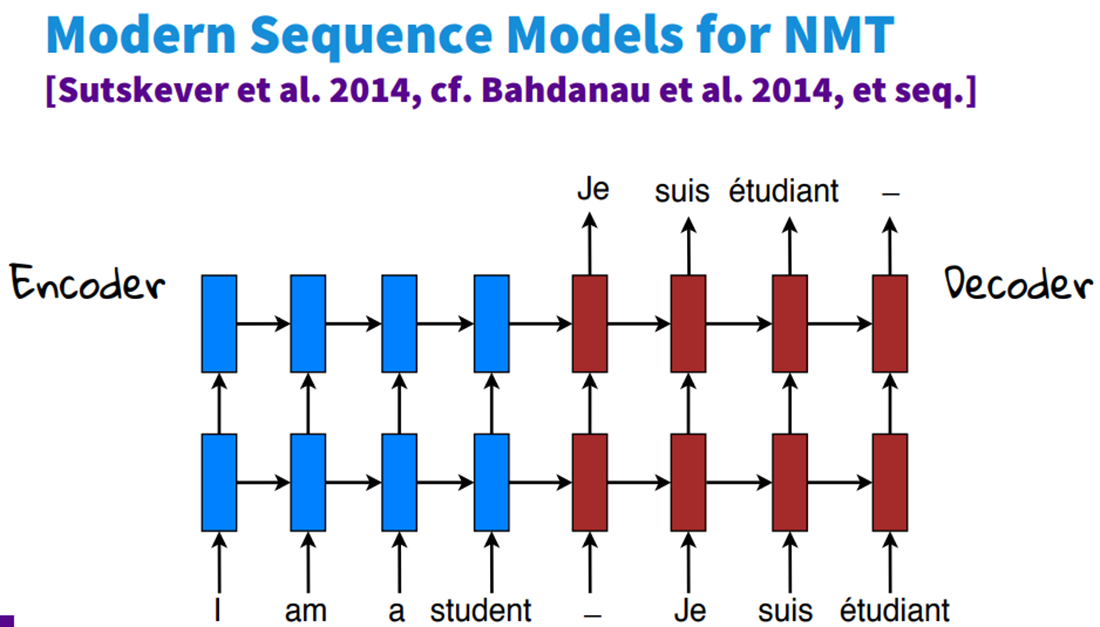 Modern Sequence Models for NMT
[Sutskever et al. 2014, cf. Bahdanau et al. 2014, et seq.]
Je suis étudiant –
Encoder
Decoder
I am a student – Je suis étudiant